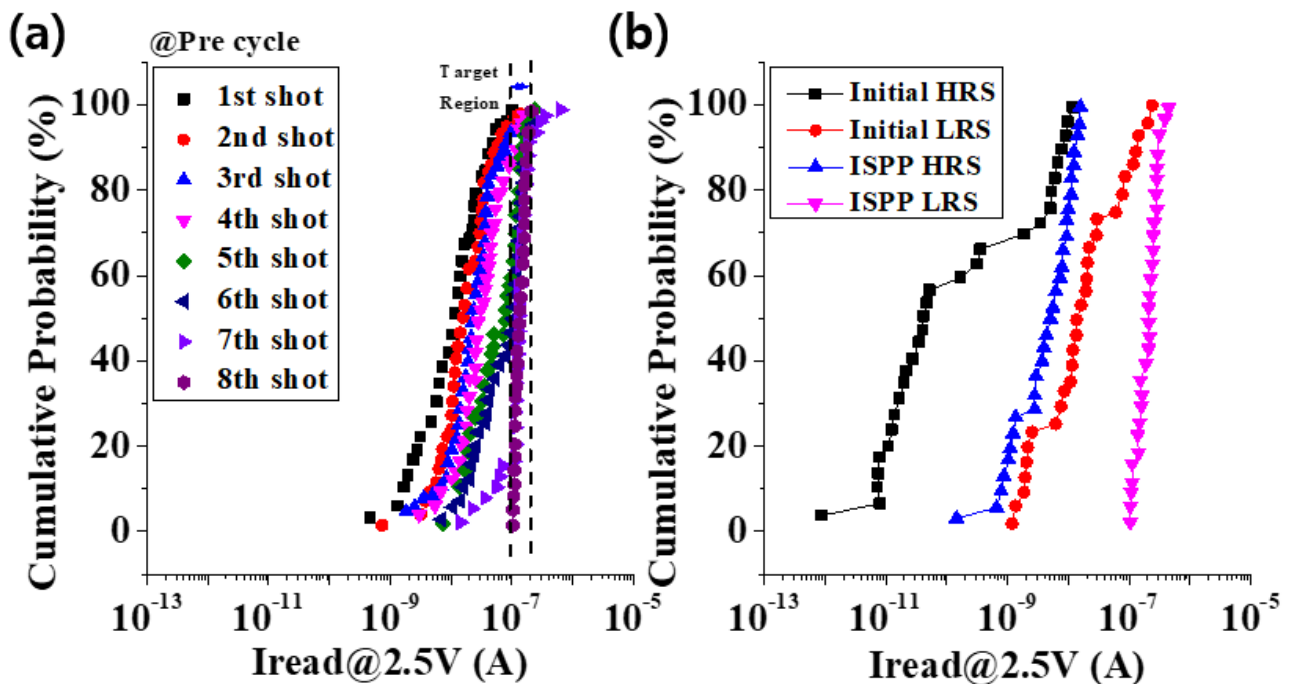 (a)
@Pre cycle
1st shot
2nd shot
3rd shot
4th shot
5th shot
6th shot
7th shot
8th shot
Target
Region
100
80
60
40
20
0
Cumulative Probability (%)
10-13
10-11
10-9
10-7
10-5
Iread@2.5V (A)
(b)
Initial HRS
Initial LRS
ISPP HRS
ISPP LRS
100
80
60
40
20
0
Cumulative Probability (%)
10-13
10-11
10-9
10-7
10-5
Iread@2.5V (A)